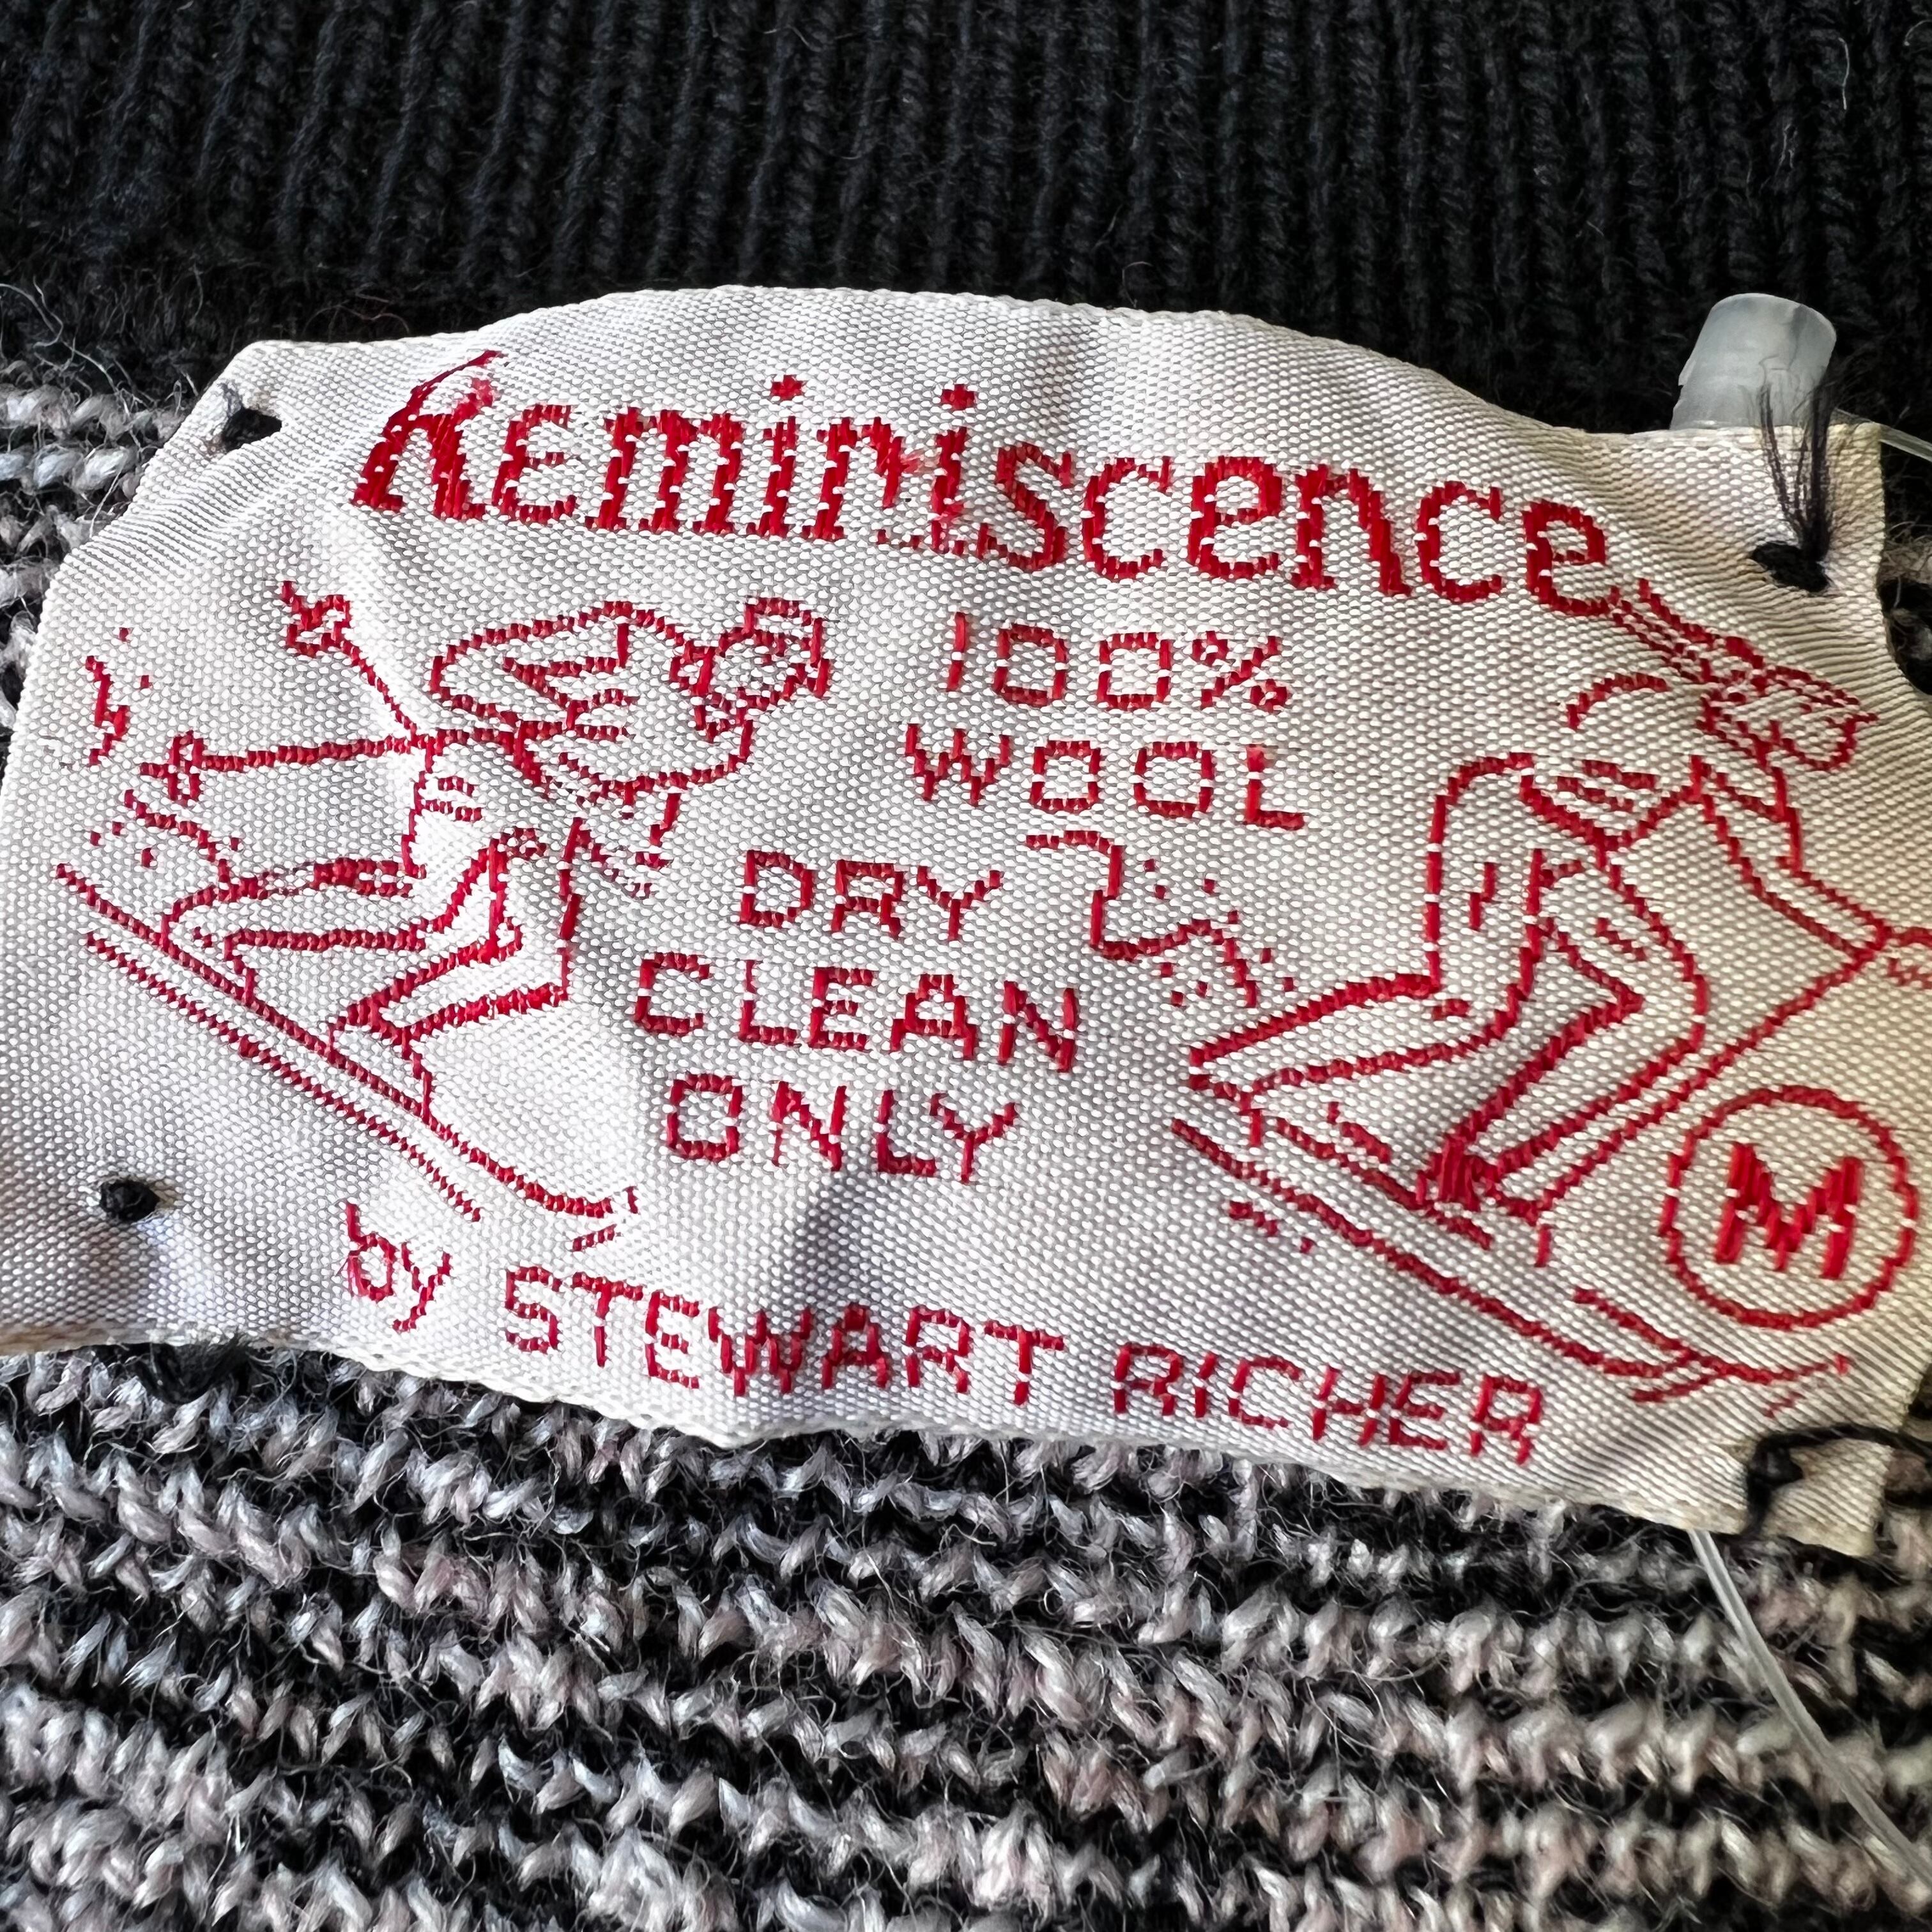 Reminiscence
100%
WOOL
DRY
CLEAN
ONLY
M
by STEWART RICHER